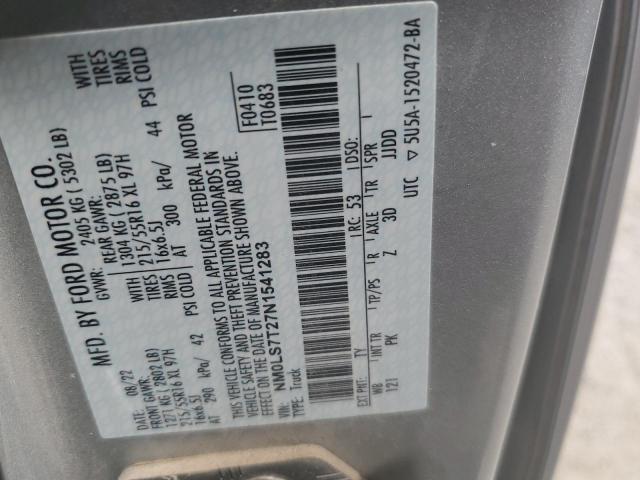 MFD. BY FORD MOTOR CO.
DATE: 08/22 GVWR: 2405 KG ( 5302 LB)
FRONT GAWR: REAR GAWR:
1271 KG ( 2802 LB) 1304 KG ( 2875 LB) WITH
215/55R16 XL 97H WITH 215/55R16 XL 97H TIRES
16x6.5J TIRES 16x6.5J RIMS
AT 290 kPa/ 42 RIMS PSI COLD AT 300 kPa/ 44 PSI COLD
THIS VEHICLE CONFORMS TO ALL APPLICABLE FEDERAL MOTOR
VEHICLE SAFETY AND THEFT PREVENTION STANDARDS IN
EFFECT ON THE DATE OF MANUFACTURE SHOWN ABOVE.
VIN: NM0LS7T27N1541283
TYPE: Truck
F0410
T0683
EXT PNT: TY RC: 53 DSO:
WB INT TR TP/PS R AXLE TR SPR
121 PK Z 3D JJDD
UTC ▽ 5U5A-1520472-BA